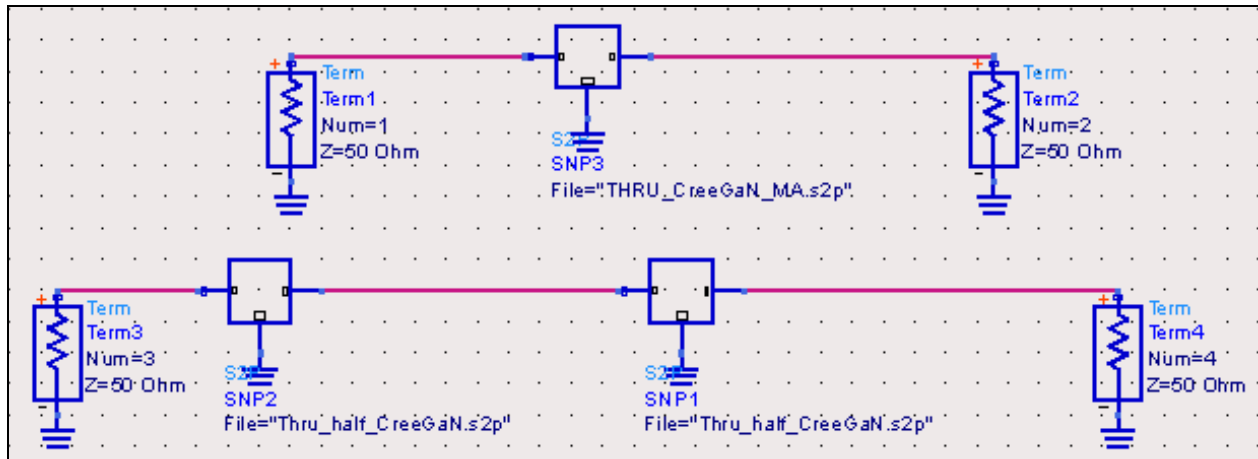 Term
Term1
Num=1
Z=50 Ohm
SNP3
File="THRU_CreeGaN_MA.s2p"
Term
Term2
Num=2
Z=50 Ohm
Term
Term3
Num=3
Z=50 Ohm
S2P
SNP2
File="Thru_half_CreeGaN.s2p"
S2P
SNP1
File="Thru_half_CreeGaN.s2p"
Term
Term4
Num=4
Z=50 Ohm